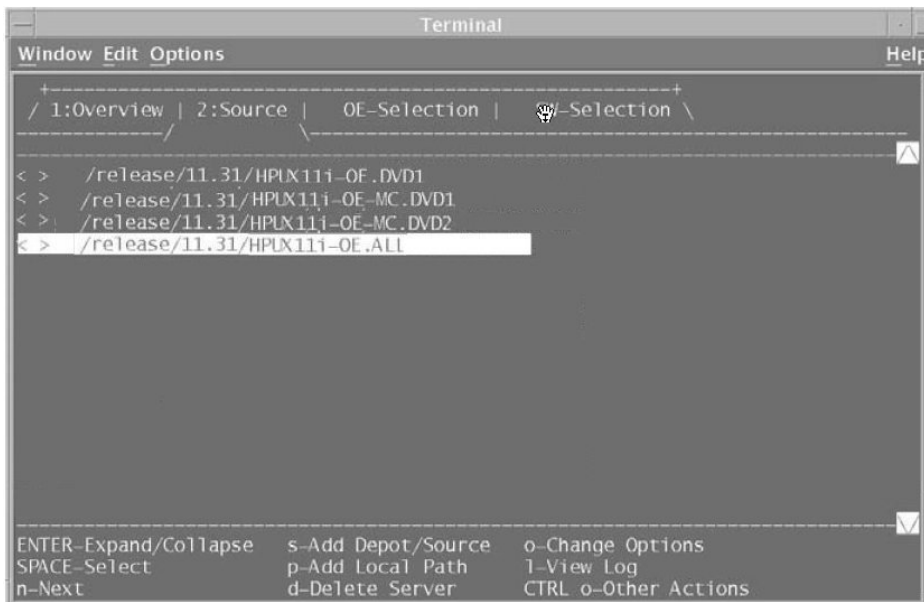 Terminal
Window Edit Options Help
/ 1:Overview | 2:Source | OE-Selection | -Selection \
< > /release/11.31/HPUX11i-OE.DVD1
< > /release/11.31/HPUX11i-OE-MC.DVD1
< > /release/11.31/HPUX11i-OE-MC.DVD2
< > /release/11.31/HPUX11i-OE.ALL
ENTER-Expand/Collapse s-Add Depot/Source o-Change Options
SPACE-Select p-Add Local Path l-View Log
n-Next d-Delete Server CTRL o-Other Actions